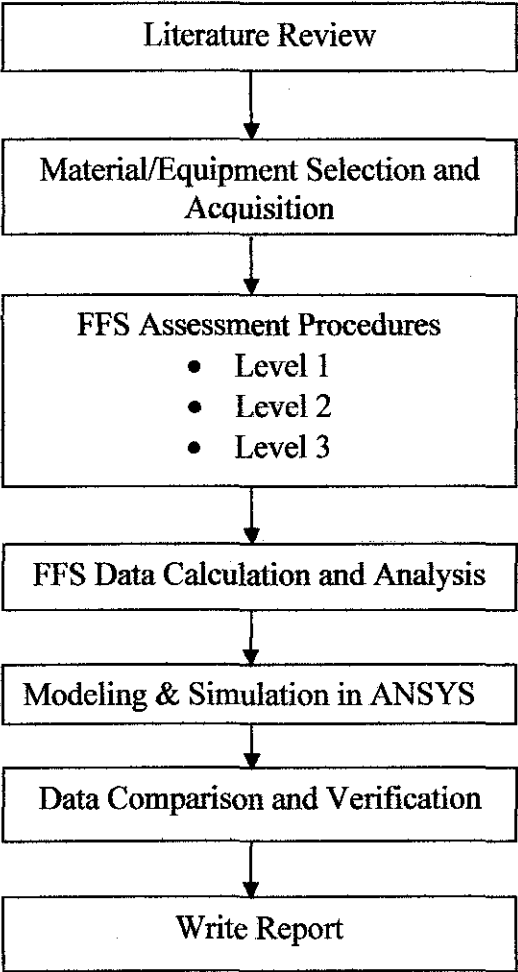 Literature Review
Material/Equipment Selection and
Acquisition
FFS Assessment Procedures
• Level 1
• Level 2
• Level 3
FFS Data Calculation and Analysis
Modeling & Simulation in ANSYS
Data Comparison and Verification
Write Report